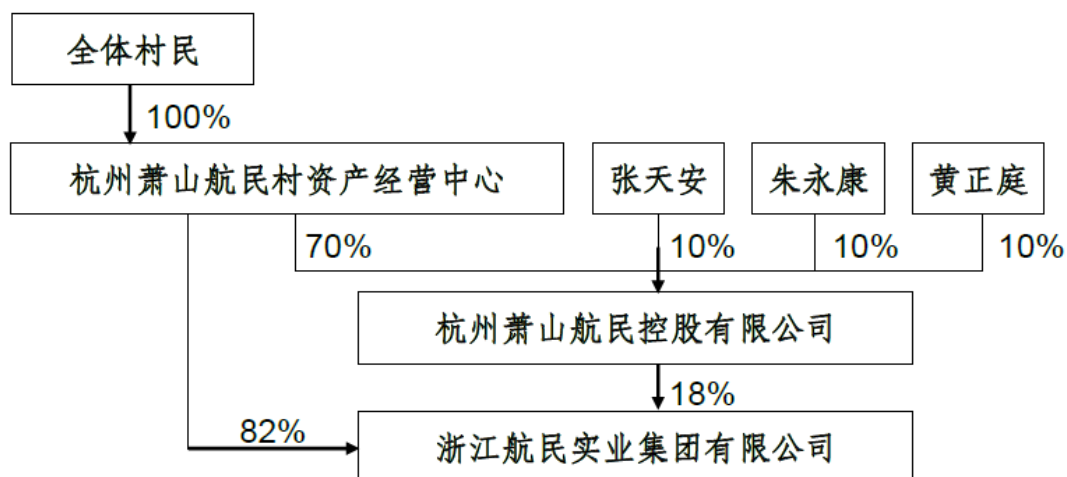 全体村民
100%
杭州萧山航民村资产经营中心
张天安
朱永康
黄正庭
70%
10%
10%
10%
杭州萧山航民控股有限公司
18%
82%
浙江航民实业集团有限公司